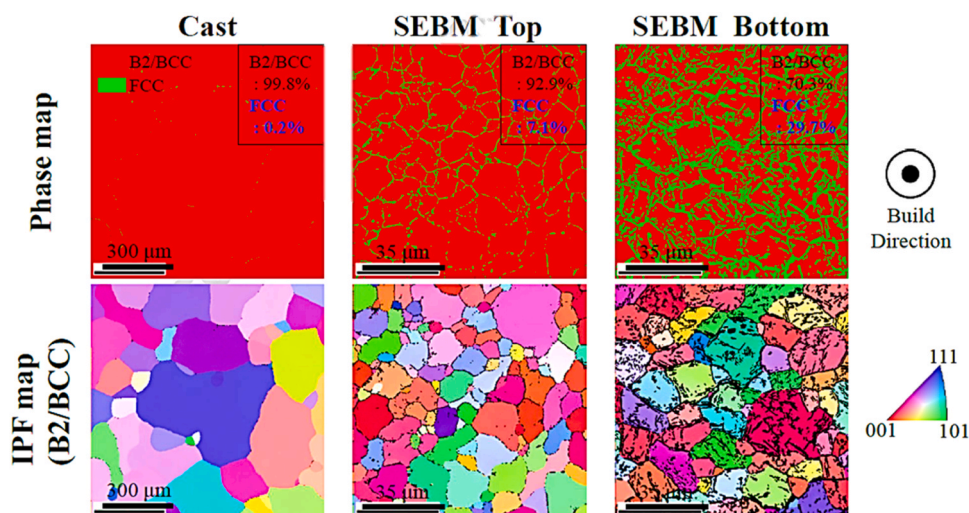 Cast
SEBM Top
SEBM Bottom
Phase map
B2/BCC
FCC
B2/BCC
: 99.8%
FCC
: 0.2%
300 μm
B2/BCC
: 92.9%
FCC
: 7.1%
35 μm
B2/BCC
: 70.3%
FCC
: 29.7%
35 μm
Build
Direction
IPF map
(B2/BCC)
300 μm
35 μm
111
001
101